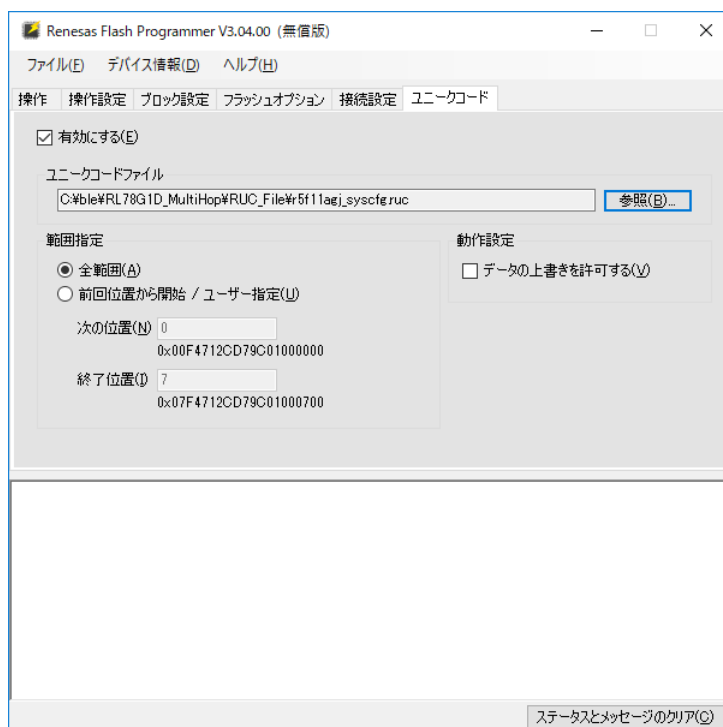 Renesas Flash Programmer V3.04.00 (無償版)
ファイル(F) デバイス情報(D) ヘルプ(H)
操作 操作設定 ブロック設定 フラッシュオプション 接続設定 ユニークコード
有効にする(E)
ユニークコードファイル
C:¥ble¥RL78G1D_MultiHop¥RUC_File¥r5f11agj_syscfg.ruc 参照(B)...
範囲指定 動作設定
全範囲(A) データの上書きを許可する(V)
前回位置から開始 / ユーザー指定(U)
次の位置(N) 0
0x00F4712CD79C01000000
終了位置(I) 7
0x07F4712CD79C01000700
ステータスとメッセージのクリア(C)